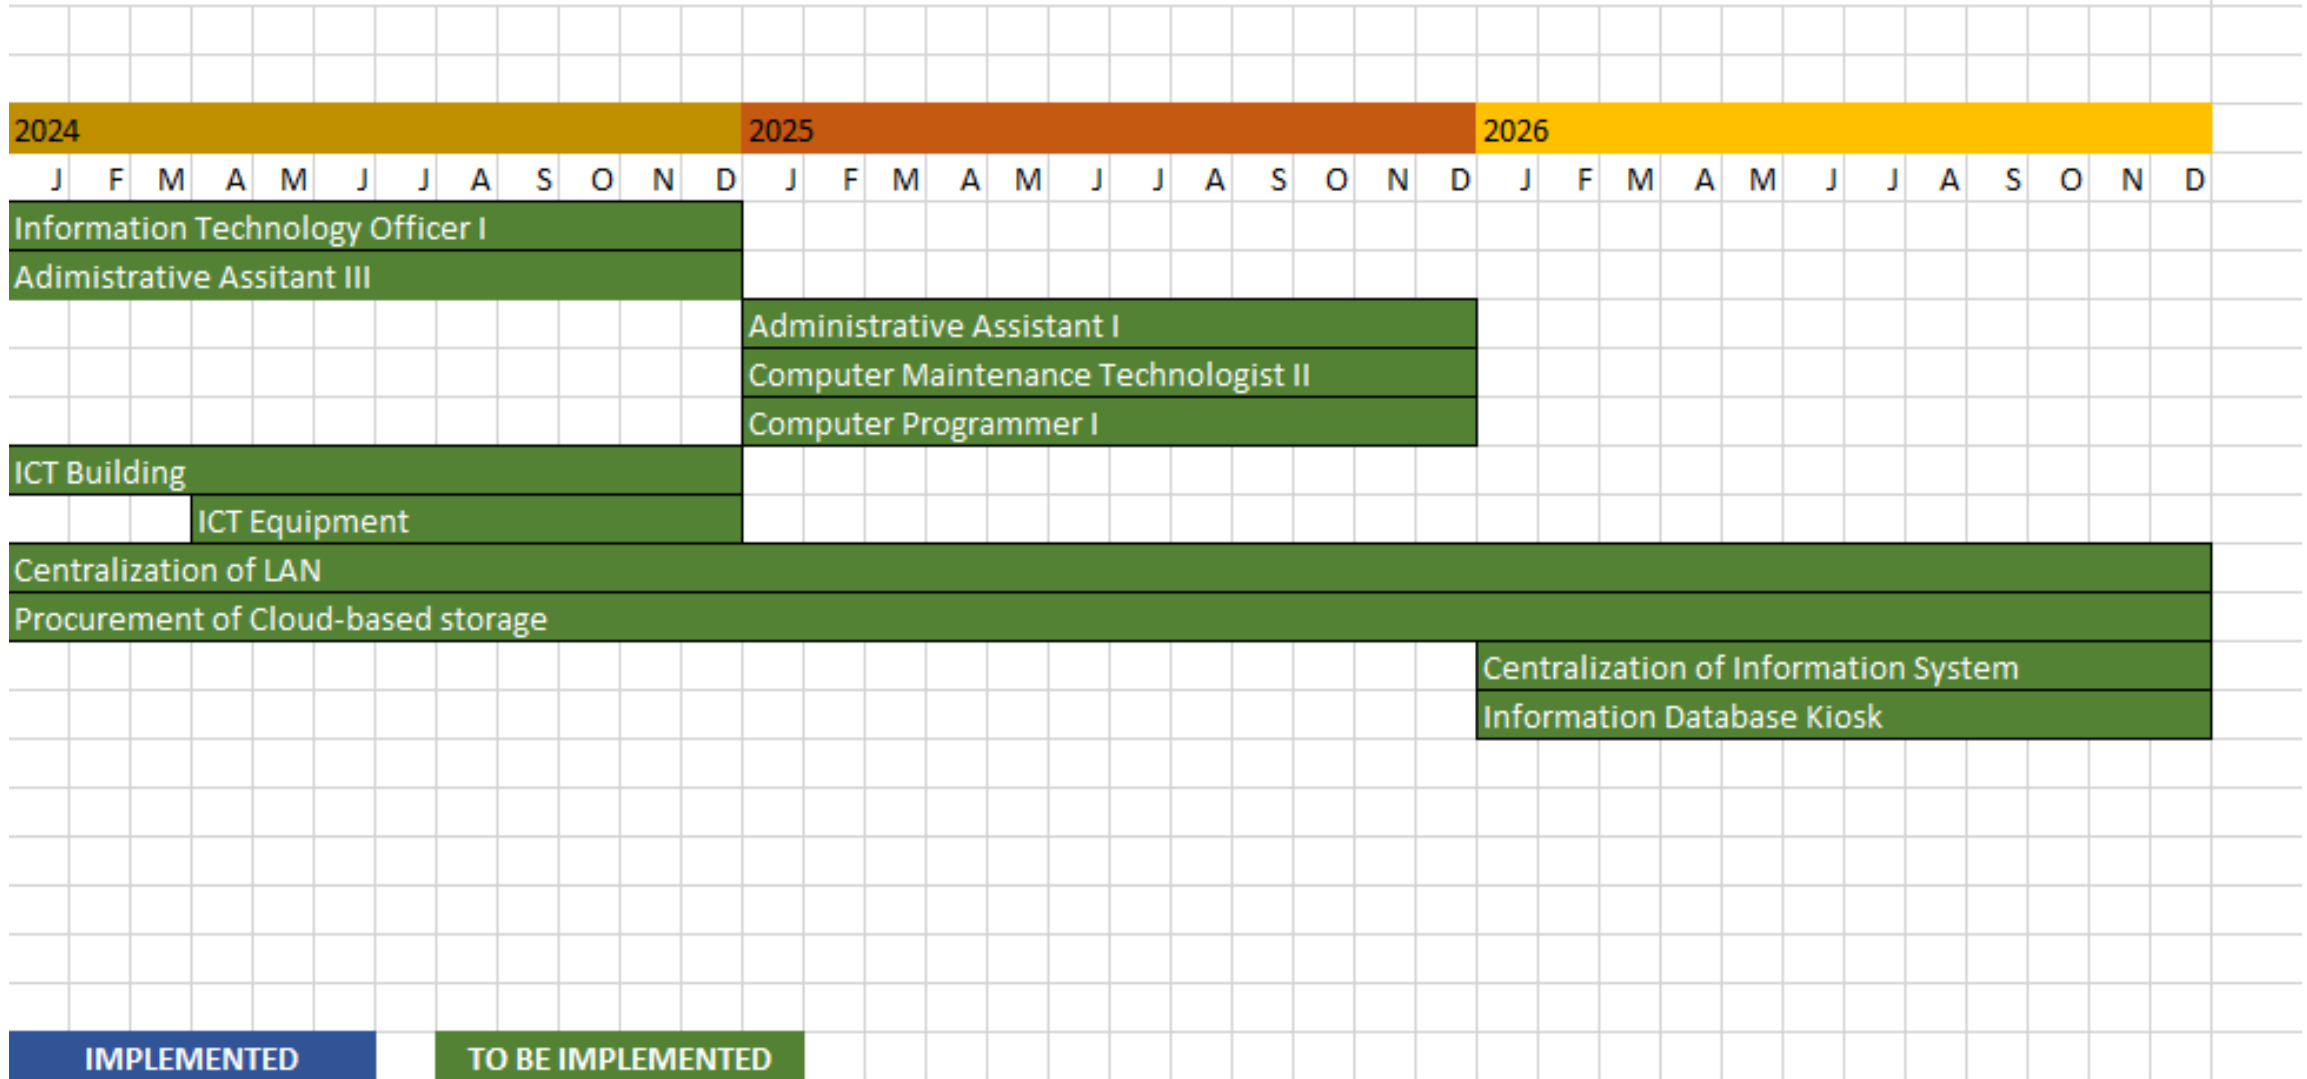 2024 2025 2026
J F M A M J J A S O N D J F M A M J J A S O N D J F M A M J J A S O N D
Information Technology Officer I
Adimistrative Assitant III
Administrative Assistant I
Computer Maintenance Technologist II
Computer Programmer I
ICT Building
ICT Equipment
Centralization of LAN
Procurement of Cloud-based storage
Centralization of Information System
Information Database Kiosk
IMPLEMENTED TO BE IMPLEMENTED